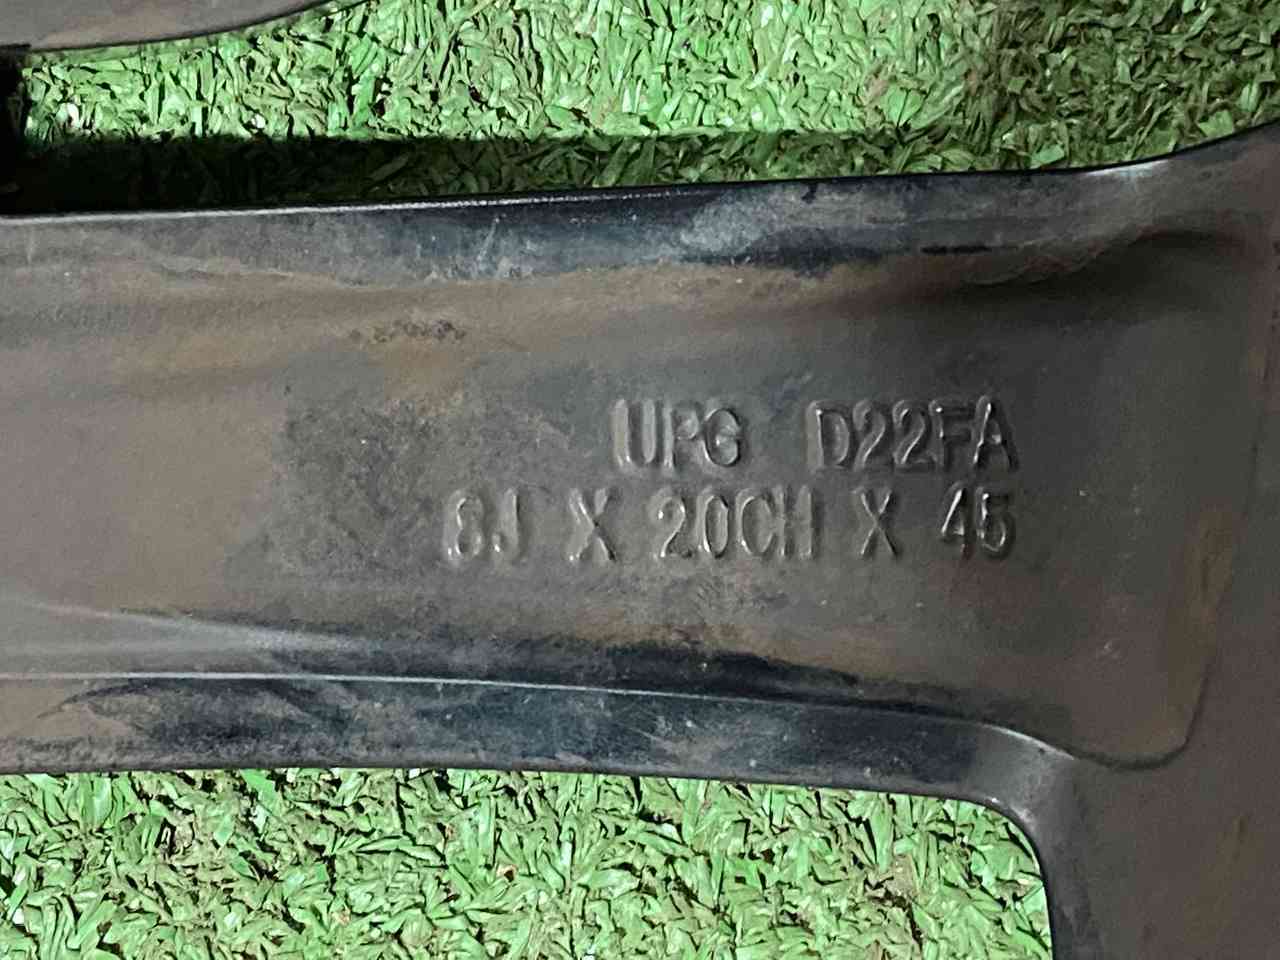 UPG D22FA
8J X 20CH X 45